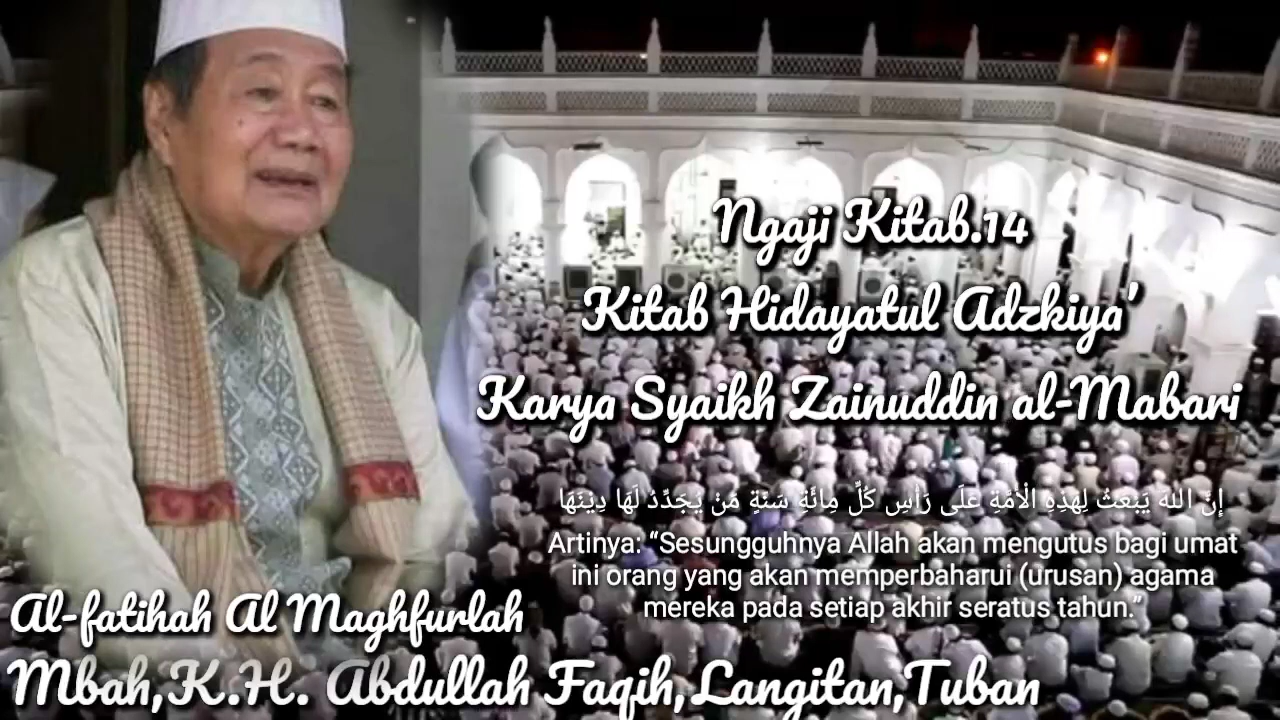 Ngaji Kitab.14
Kitab Hidayatul Adzkiya'
Karya Syaikh Zainuddin al-Mabari
إِنَّ الله يَبْعَثُ لِهَذِهِ الْأُمَّةِ عَلَى رَأْسِ كُلِّ مِائَةِ سَنَةٍ مَنْ يُجَدِّدُ لَهَا دِينَهَا
Artinya: “Sesungguhnya Allah akan mengutus bagi umat
ini orang yang akan memperbaharui (urusan) agama
mereka pada setiap akhir seratus tahun.”
Al-fatihah Al Maghfurlah
Mbah,K.H. Abdullah Faqih,Langitan,Tuban